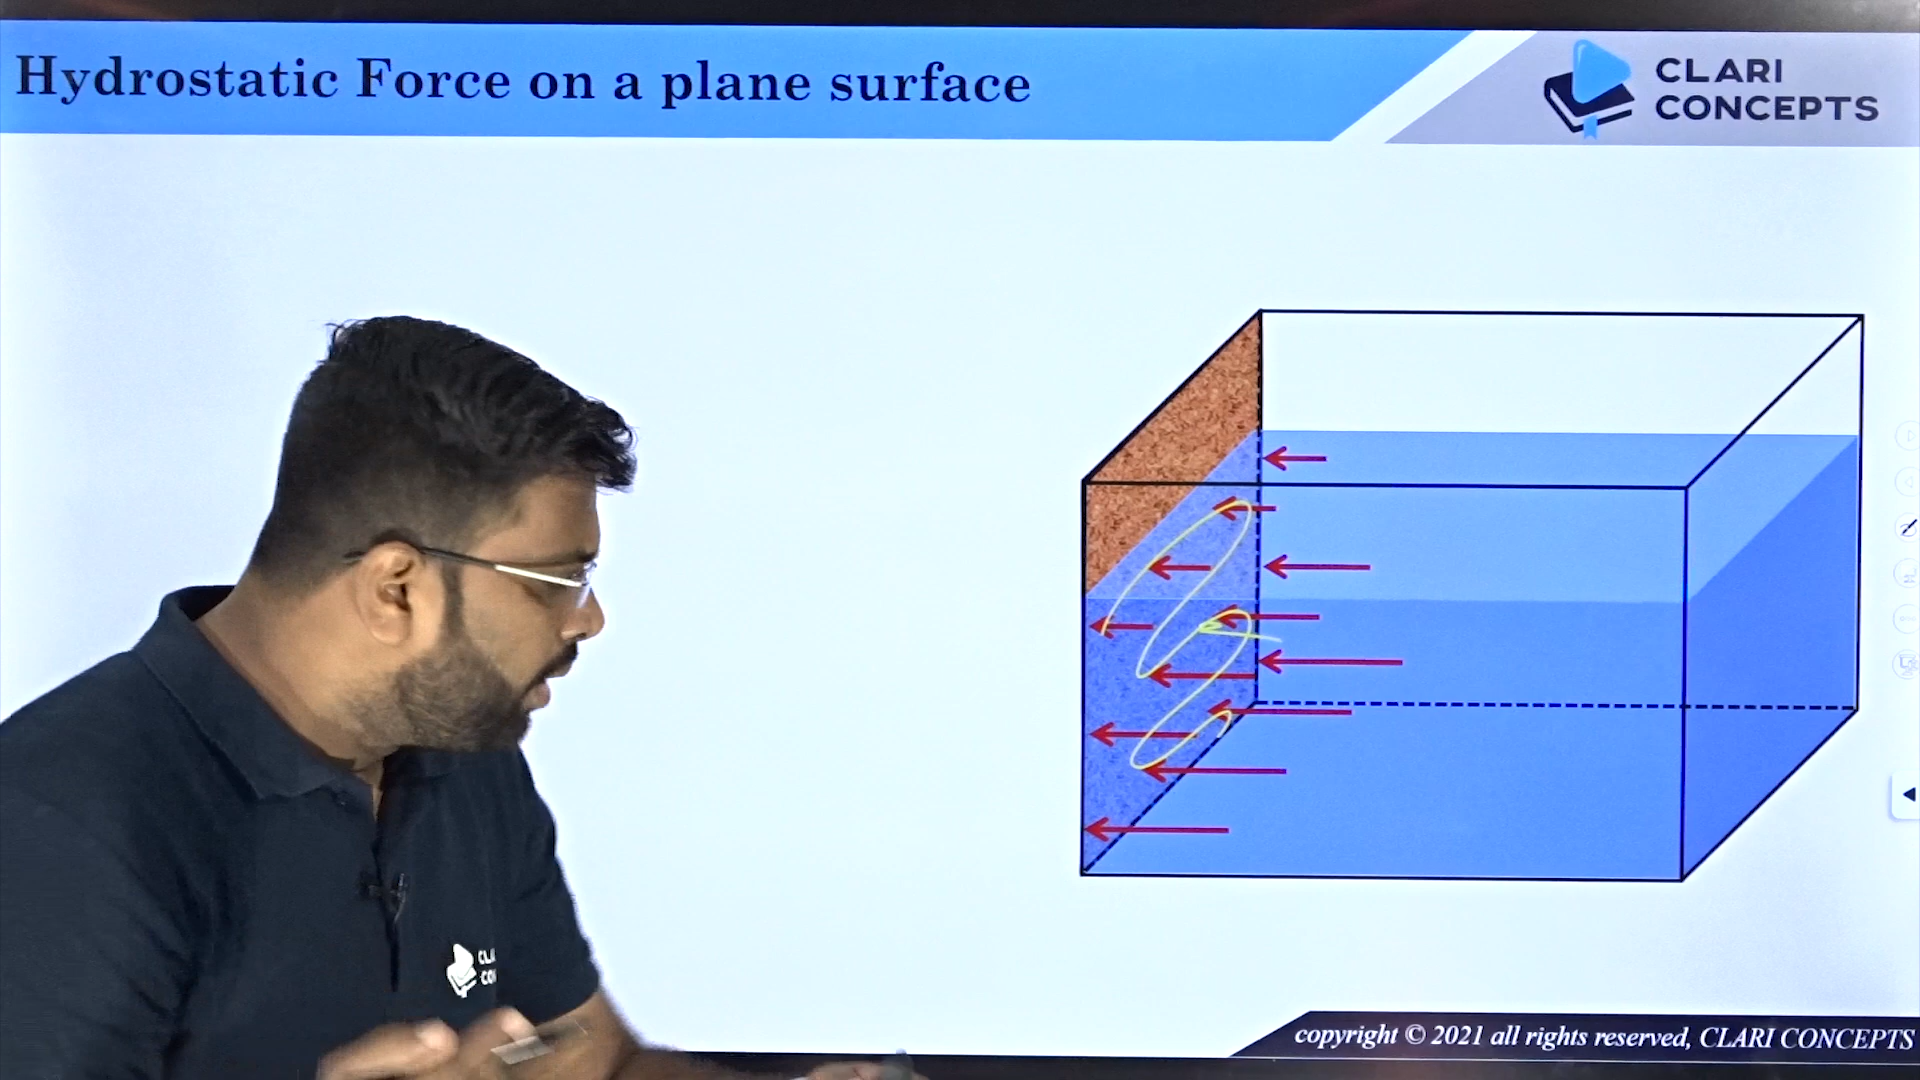 Hydrostatic Force on a plane surface
CLARI
CONCEPTS
copyright © 2021 all rights reserved, CLARI CONCEPTS